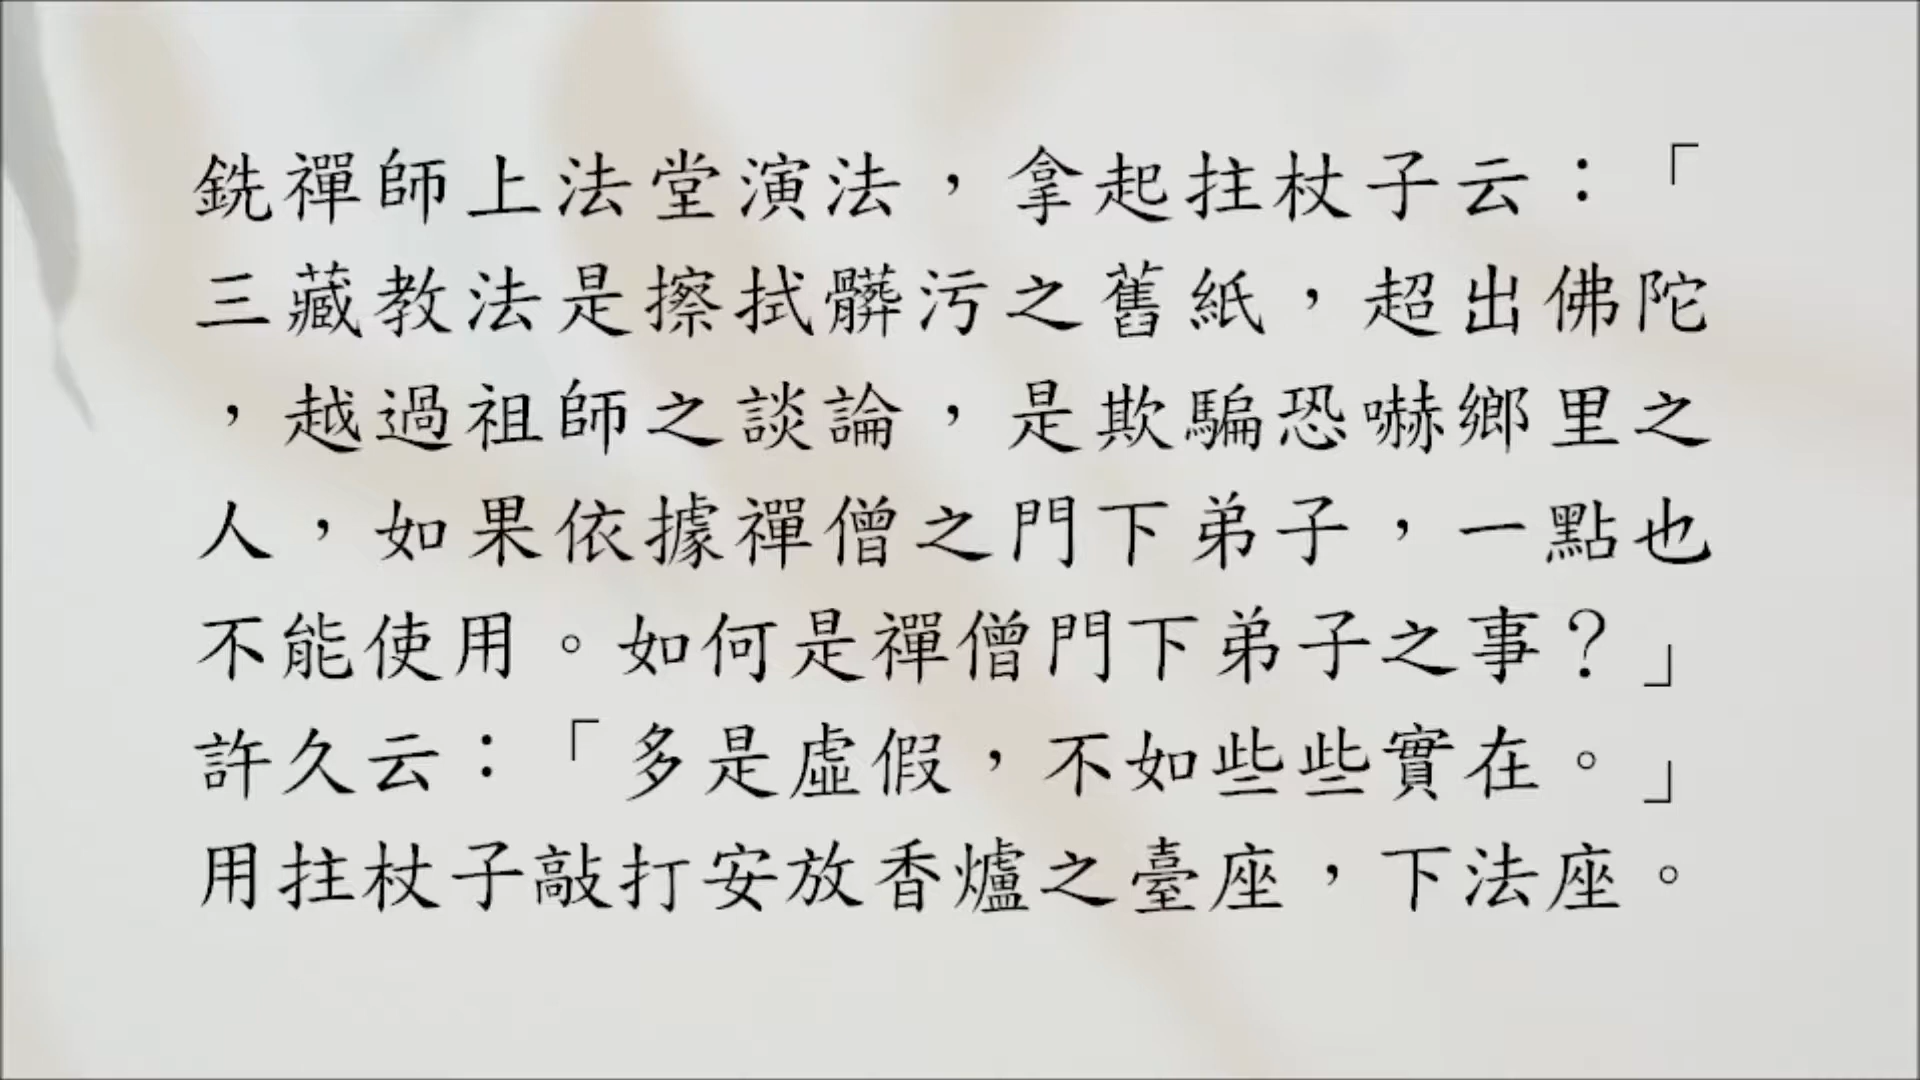 銑禪師上法堂演法，拿起拄杖子云：「
三藏教法是擦拭髒污之舊紙，超出佛陀
，越過祖師之談論，是欺騙恐嚇鄉里之
人，如果依據禪僧之門下弟子，一點也
不能使用。如何是禪僧門下弟子之事？」
許久云：「多是虛假，不如些些實在。」
用拄杖子敲打安放香爐之臺座，下法座。